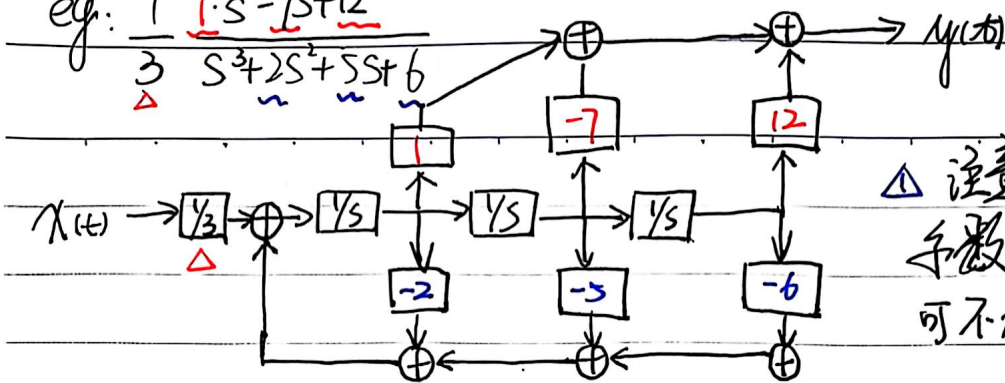 eg: 1 1·s²-7s+12
3 s³+2s²+5s+6
y(t)
1 -7 12
注意
x(t) 1/3 1/s 1/s 1/s
系数
-2 -5 -6
可不